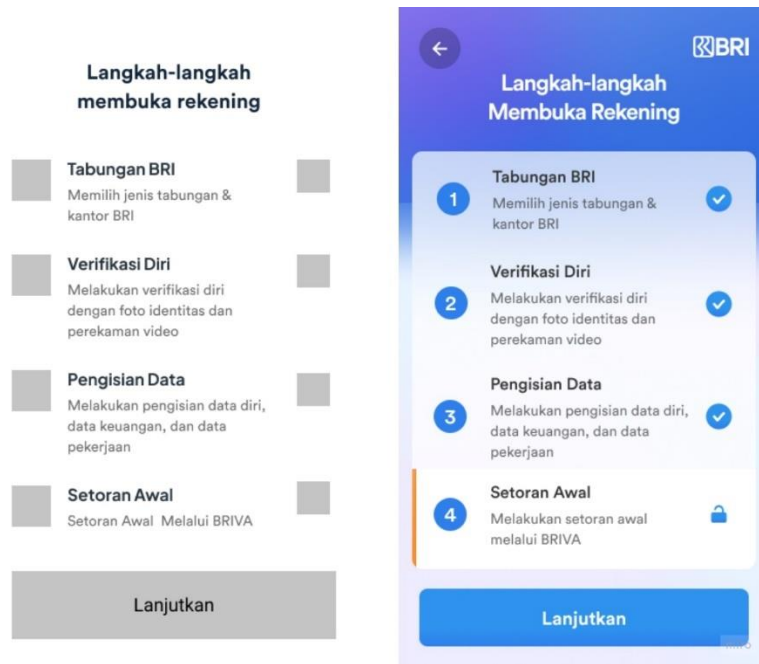 Langkah-langkah
membuka rekening
Tabungan BRI
Memilih jenis tabungan &
kantor BRI
Verifikasi Diri
Melakukan verifikasi diri
dengan foto identitas dan
perekaman video
Pengisian Data
Melakukan pengisian data diri,
data keuangan, dan data
pekerjaan
Setoran Awal
Setoran Awal Melalui BRIVA
Lanjutkan
BRI
Langkah-langkah
Membuka Rekening
1
Tabungan BRI
Memilih jenis tabungan &
kantor BRI
2
Verifikasi Diri
Melakukan verifikasi diri
dengan foto identitas dan
perekaman video
3
Pengisian Data
Melakukan pengisian data diri,
data keuangan, dan data
pekerjaan
4
Setoran Awal
Melakukan setoran awal
melalui BRIVA
Lanjutkan